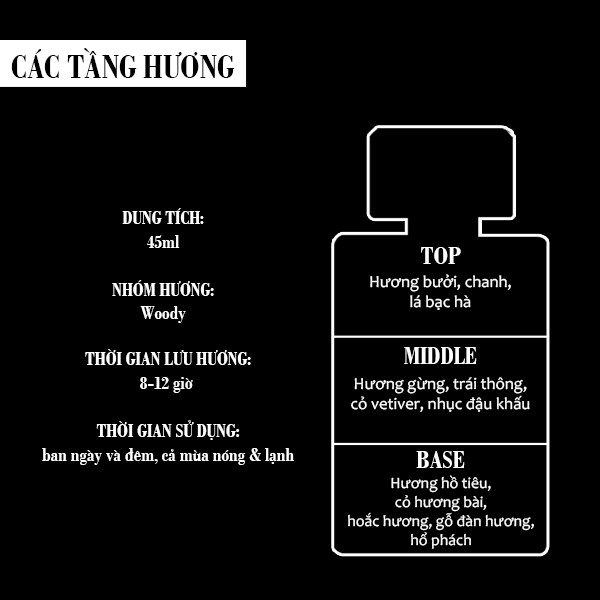 CÁC TẦNG HƯƠNG
DUNG TÍCH:
45ml
NHÓM HƯƠNG:
Woody
THỜI GIAN LƯU HƯƠNG:
8-12 giờ
THỜI GIAN SỬ DỤNG:
ban ngày và đêm, cả mùa nóng & lạnh
TOP
Hương bưởi, chanh,
lá bạc hà
MIDDLE
Hương gừng, trái thông,
cỏ vetiver, nhục đậu khấu
BASE
Hương hồ tiêu,
cỏ hương bài,
hoắc hương, gỗ đàn hương,
hổ phách